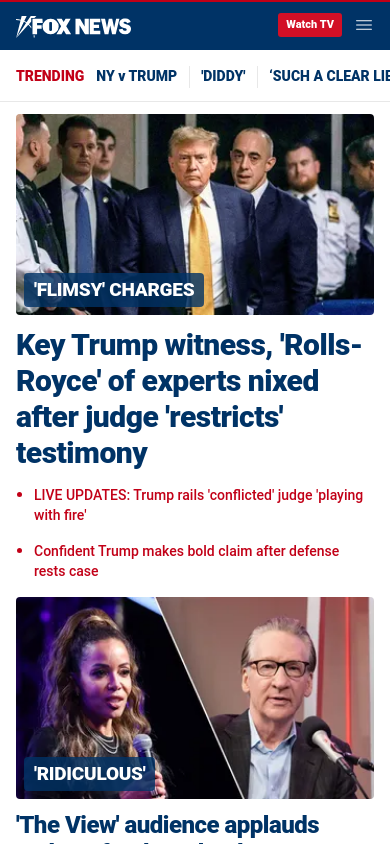 FOX NEWS
Watch TV
TRENDING NY v TRUMP 'DIDDY' ‘SUCH A CLEAR LIE
'FLIMSY' CHARGES
Key Trump witness, 'Rolls-
Royce' of experts nixed
after judge 'restricts'
testimony
• LIVE UPDATES: Trump rails 'conflicted' judge 'playing
with fire'
• Confident Trump makes bold claim after defense
rests case
'RIDICULOUS'
'The View' audience applauds